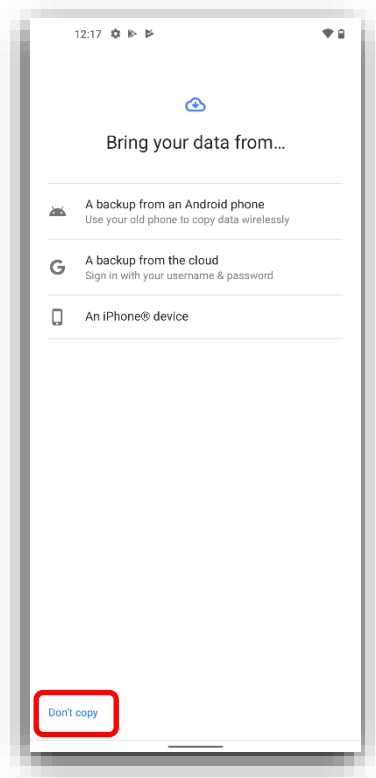 12:17
Bring your data from...
A backup from an Android phone
Use your old phone to copy data wirelessly
A backup from the cloud
Sign in with your username & password
An iPhone® device
Don't copy